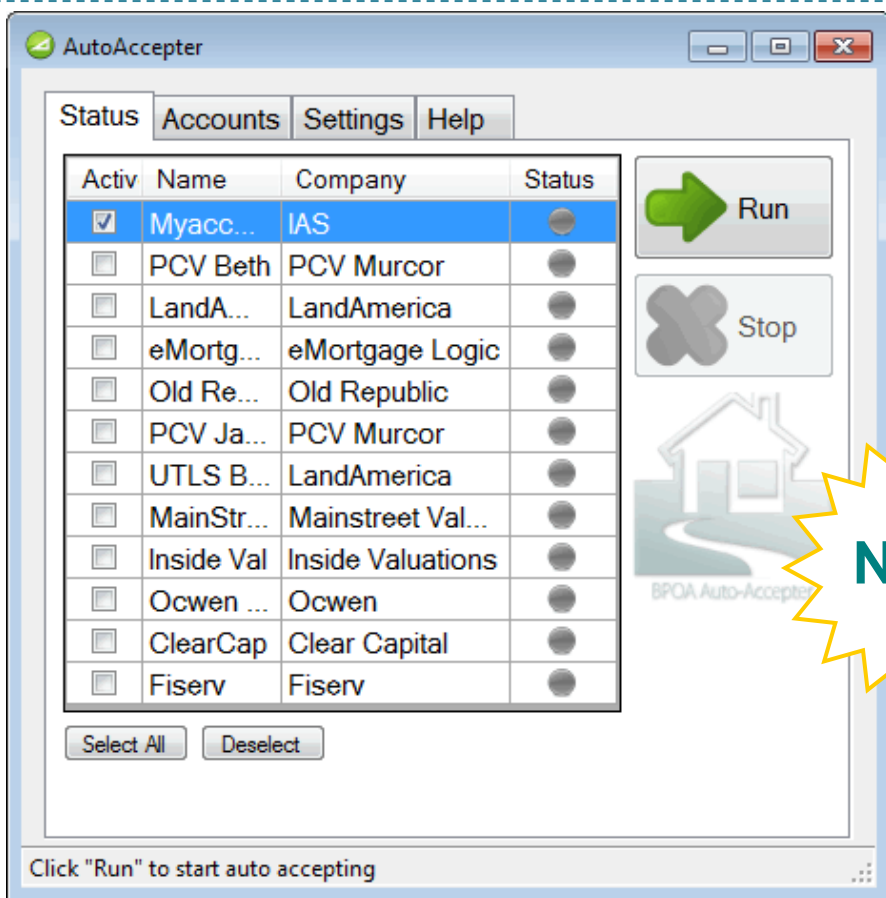 AutoAccepter
Status Accounts Settings Help
Activ Name Company Status
Myacc... IAS
PCV Beth PCV Murcor
LandA... LandAmerica
eMortg... eMortgage Logic
Old Re... Old Republic
PCV Ja... PCV Murcor
UTLS B... LandAmerica
MainStr... Mainstreet Val...
Inside Val Inside Valuations
Ocwen ... Ocwen
ClearCap Clear Capital
Fiserv Fiserv
Select All Deselect
Run
Stop
BPOA Auto-Accepter
N
Click "Run" to start auto accepting